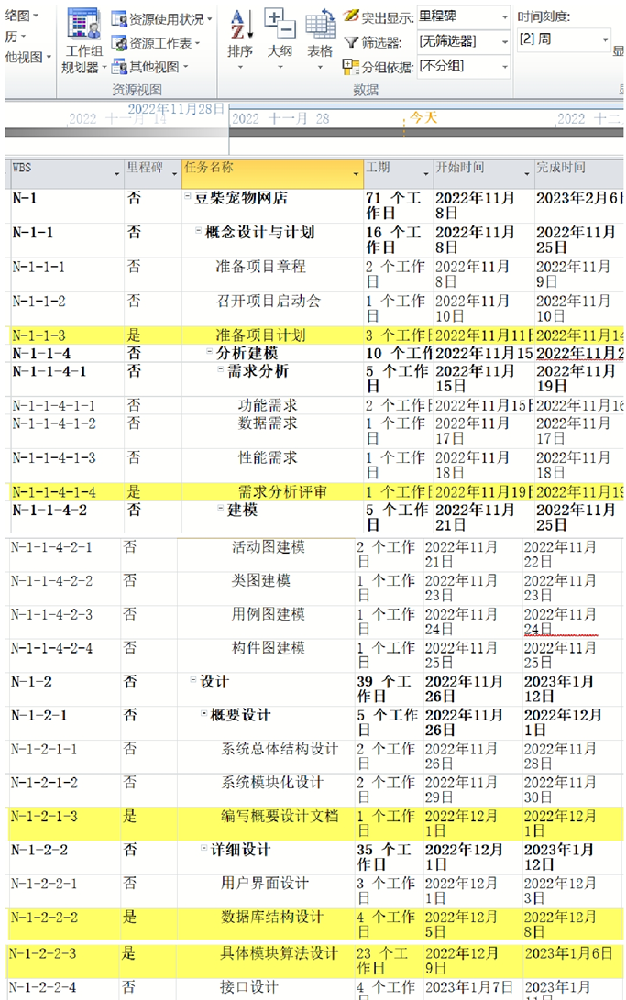 绪图 资源使用状况 突出显示: 里程碑 时间刻度:
历 资源工作表 筛选器: [无筛选器] [2] 周
他视图 工作组 规划器 其他视图 排序 大纲 表格 分组依据: [不分组]
资源视图 数据
2022年11月28日
2022 十一月 14 2022 十一月 28 今天 2022 十二
WBS 里程碑 任务名称 工期 开始时间 完成时间
N-1 否 豆柴宠物网店 71 个工 2022年11月 2023年2月6日
作日 8日
N-1-1 否 概念设计与计划 16 个工 2022年11月 2022年11月
作日 8日 25日
N-1-1-1 否 准备项目章程 2 个工作 2022年11月 2022年11月
日 8日 9日
N-1-1-2 否 召开项目启动会 1 个工作 2022年11月 2022年11月
日 10日 10日
N-1-1-3 是 准备项目计划 3 个工作日 2022年11月11日 2022年11月14
N-1-1-4 否 分析建模 10 个工作 2022年11月15 2022年11月2
N-1-1-4-1 否 需求分析 5 个工作 2022年11月 2022年11月
日 15日 19日
N-1-1-4-1-1 否 功能需求 2 个工作日 2022年11月15日 2022年11月16
N-1-1-4-1-2 否 数据需求 1 个工作 2022年11月 2022年11月
日 17日 17日
N-1-1-4-1-3 否 性能需求 1 个工作 2022年11月 2022年11月
日 18日 18日
N-1-1-4-1-4 是 需求分析评审 1 个工作日 2022年11月19日 2022年11月19
N-1-1-4-2 否 建模 5 个工作 2022年11月 2022年11月
日 21日 25日
N-1-1-4-2-1 否 活动图建模 2 个工作 2022年11月 2022年11月
日 21日 22日
N-1-1-4-2-2 否 类图建模 1 个工作 2022年11月 2022年11月
日 23日 23日
N-1-1-4-2-3 否 用例图建模 1 个工作 2022年11月 2022年11月
日 24日 24日
N-1-1-4-2-4 否 构件图建模 1 个工作 2022年11月 2022年11月
日 25日 25日
N-1-2 否 设计 39 个工 2022年11月 2023年1月
作日 26日 12日
N-1-2-1 否 概要设计 5 个工作 2022年11月 2022年12月
日 26日 1日
N-1-2-1-1 否 系统总体结构设计 2 个工作 2022年11月 2022年11月
日 26日 28日
N-1-2-1-2 否 系统模块化设计 2 个工作 2022年11月 2022年11月
日 29日 30日
N-1-2-1-3 是 编写概要设计文档 1 个工作 2022年12月 2022年12月
日 1日 1日
N-1-2-2 否 详细设计 35 个工 2022年12月 2023年1月
作日 1日 12日
N-1-2-2-1 否 用户界面设计 3 个工作 2022年12月 2022年12月
日 1日 3日
N-1-2-2-2 是 数据库结构设计 4 个工作 2022年12月 2022年12月
日 5日 8日
N-1-2-2-3 是 具体模块算法设计 23 个工 2022年12月 2023年1月6日
作日 9日
N-1-2-2-4 否 接口设计 4 个工作 2023年1月7日 2023年1月